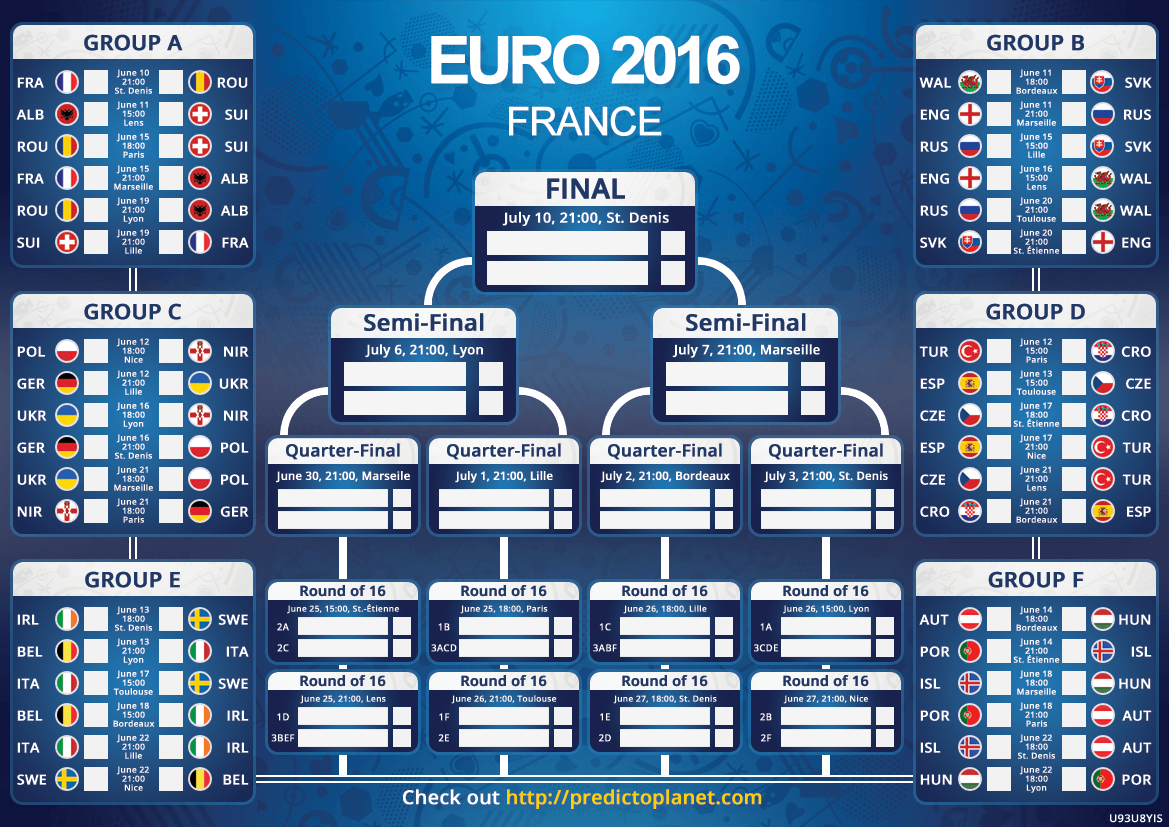 EURO 2016
FRANCE
GROUP A
FRA June 10 21:00 St. Denis ROU
ALB June 11 15:00 Lens SUI
ROU June 15 18:00 Paris SUI
FRA June 15 21:00 Marseille ALB
ROU June 19 21:00 Lyon ALB
SUI June 19 21:00 Lille FRA
GROUP B
WAL June 11 18:00 Bordeaux SVK
ENG June 11 21:00 Marseille RUS
RUS June 15 15:00 Lille SVK
ENG June 16 15:00 Lens WAL
RUS June 20 21:00 Toulouse WAL
SVK June 20 21:00 St. Étienne ENG
FINAL
July 10, 21:00, St. Denis
GROUP C
POL June 12 18:00 Nice NIR
GER June 12 21:00 Lille UKR
UKR June 16 18:00 Lyon NIR
GER June 16 21:00 St. Denis POL
UKR June 21 18:00 Marseille POL
NIR June 21 18:00 Paris GER
Semi-Final
July 6, 21:00, Lyon
Semi-Final
July 7, 21:00, Marseille
GROUP D
TUR June 12 15:00 Paris CRO
ESP June 13 15:00 Toulouse CZE
CZE June 17 18:00 St. Étienne CRO
ESP June 17 21:00 Nice TUR
CZE June 21 21:00 Lens TUR
CRO June 21 21:00 Bordeaux ESP
Quarter-Final
June 30, 21:00, Marseile
Quarter-Final
July 1, 21:00, Lille
Quarter-Final
July 2, 21:00, Bordeaux
Quarter-Final
July 3, 21:00, St. Denis
GROUP E
IRL June 13 18:00 St. Denis SWE
BEL June 13 21:00 Lyon ITA
ITA June 17 15:00 Toulouse SWE
BEL June 18 15:00 Bordeaux IRL
ITA June 22 21:00 Lille IRL
SWE June 22 21:00 Nice BEL
Round of 16
June 25, 15:00, St.-Étienne
2A
2C
Round of 16
June 25, 18:00, Paris
1B
3ACD
Round of 16
June 26, 18:00, Lille
1C
3ABF
Round of 16
June 26, 15:00, Lyon
1A
3CDE
Round of 16
June 25, 21:00, Lens
1D
3BEF
Round of 16
June 26, 21:00, Toulouse
1F
2E
Round of 16
June 27, 18:00, St. Denis
1E
2D
Round of 16
June 27, 21:00, Nice
2B
2F
GROUP F
AUT June 14 18:00 Bordeaux HUN
POR June 14 21:00 St. Étienne ISL
ISL June 18 18:00 Marseille HUN
POR June 18 21:00 Paris AUT
ISL June 22 18:00 St. Denis AUT
HUN June 22 18:00 Lyon POR
Check out http://predictoplanet.com
U93U8YIS